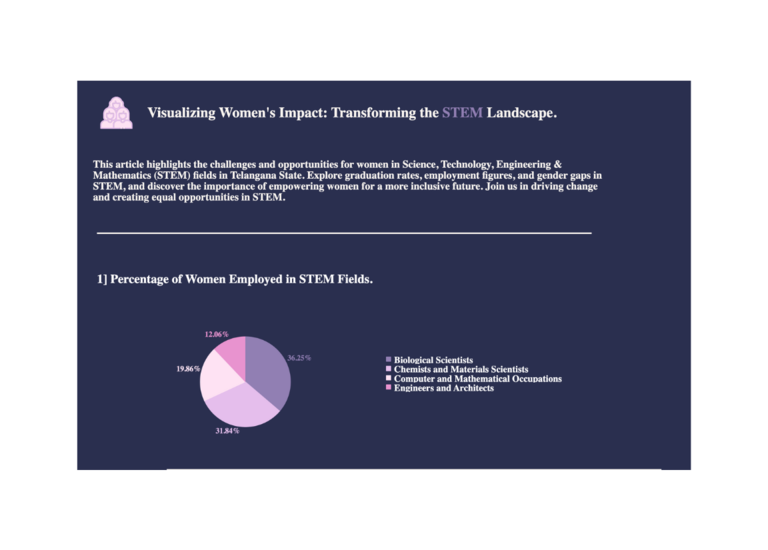 Visualizing Women's Impact: Transforming the STEM Landscape.
This article highlights the challenges and opportunities for women in Science, Technology, Engineering &
Mathematics (STEM) fields in Telangana State. Explore graduation rates, employment figures, and gender gaps in
STEM, and discover the importance of empowering women for a more inclusive future. Join us in driving change
and creating equal opportunities in STEM.
1] Percentage of Women Employed in STEM Fields.
12.06%
36.25%
19.86%
31.84%
Biological Scientists
Chemists and Materials Scientists
Computer and Mathematical Occupations
Engineers and Architects